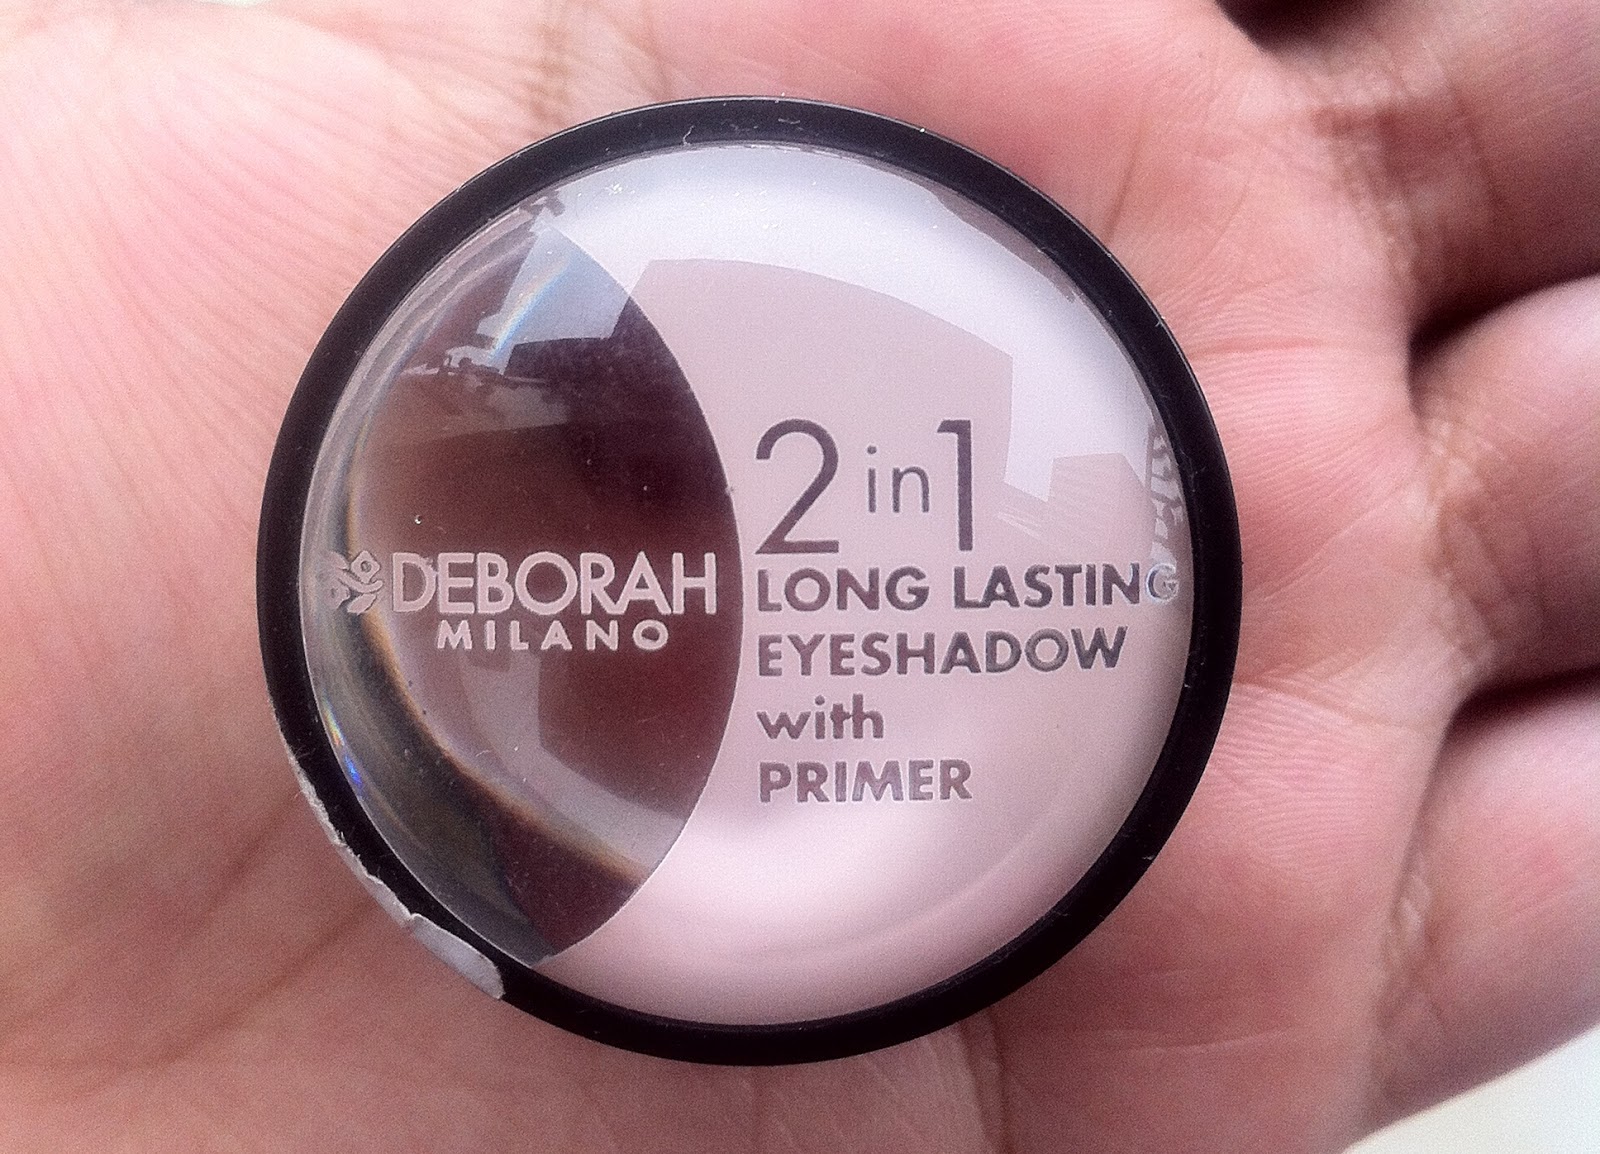 DEBORAH
MILANO
2 in 1
LONG LASTING
EYESHADOW
with
PRIMER